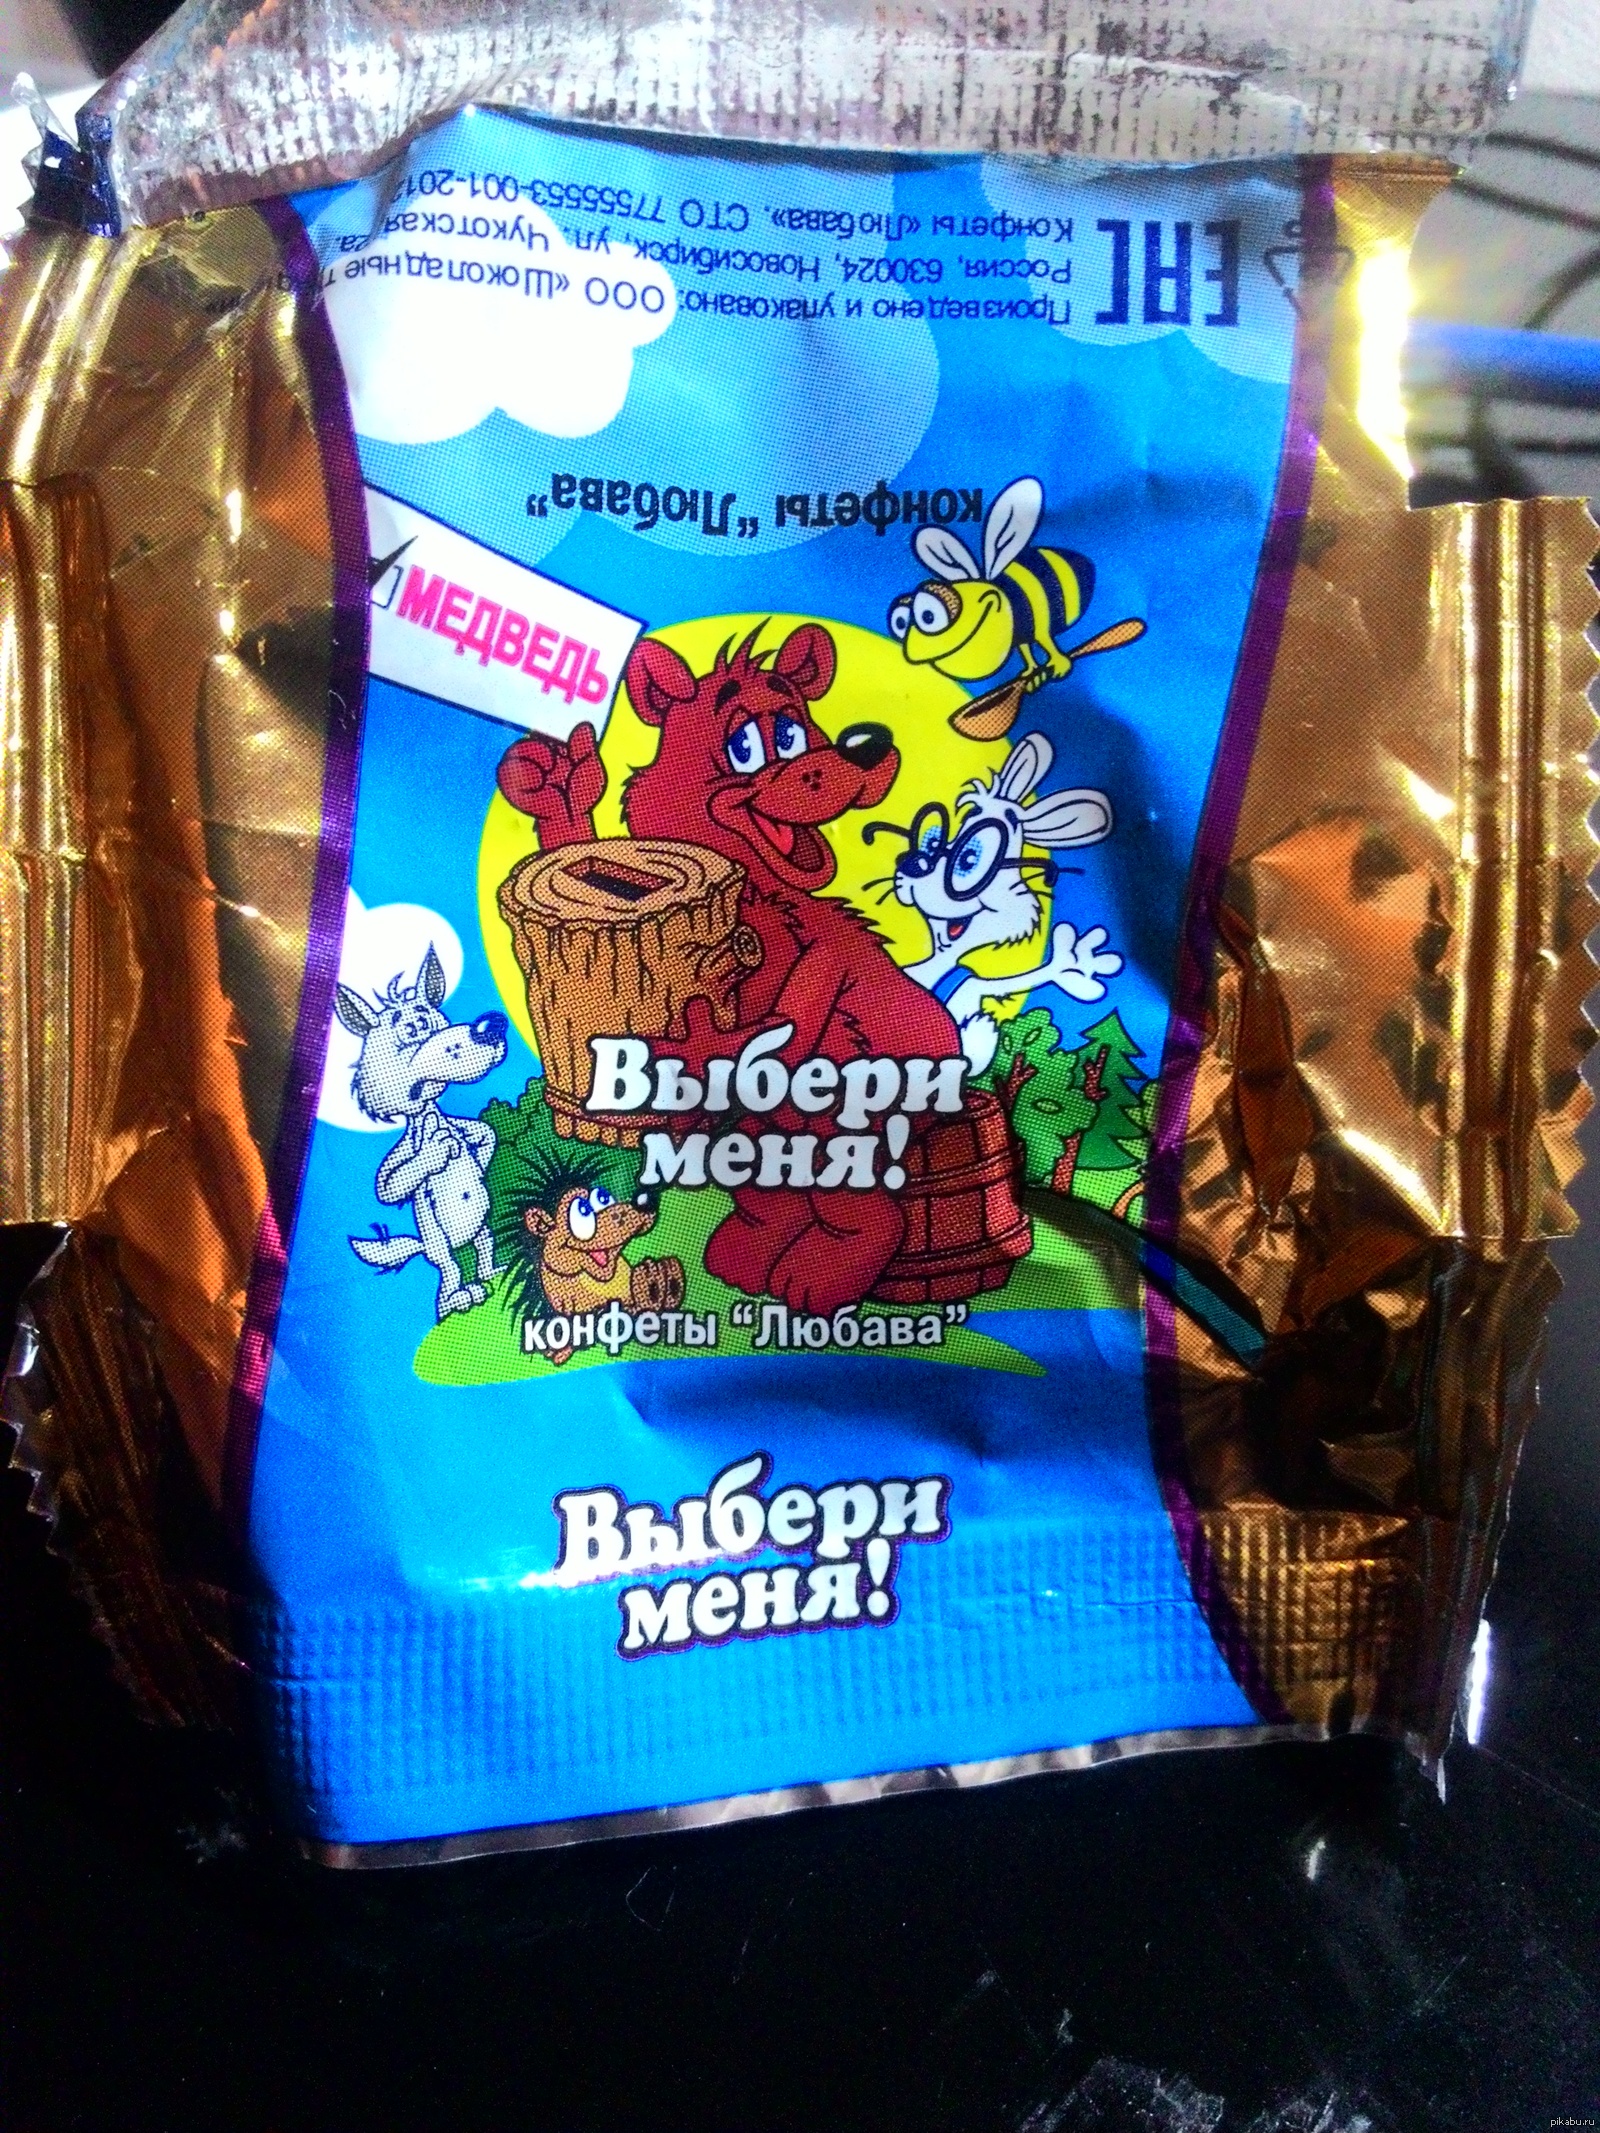 Произведено и упаковано: ООО «Шоколадные
Россия, 630024, Новосибирск, ул. Чукотская
Конфеты «Любава». СТО 77555553-001-201
ЕАС
конфеты “Любава”
МЕДВЕДЬ
Выбери
меня!
конфеты “Любава”
Выбери
меня!
pikabu.ru